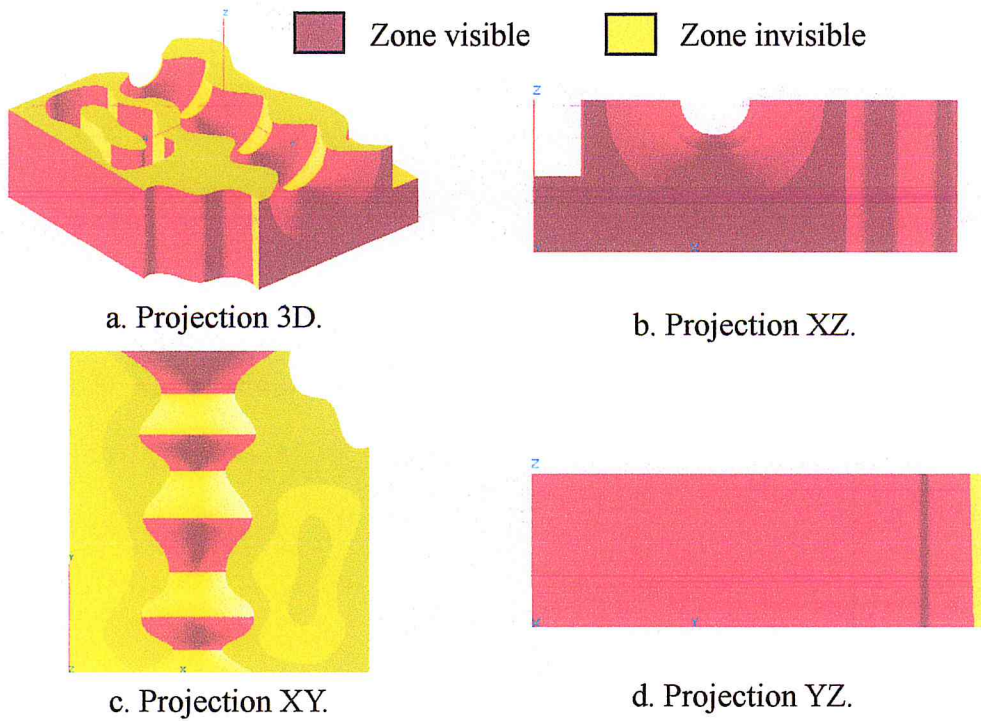 Zone visible
Zone invisible
Z
a. Projection 3D.
Z
X
b. Projection XZ.
Y
Z
X
c. Projection XY.
Z
X
Y
d. Projection YZ.